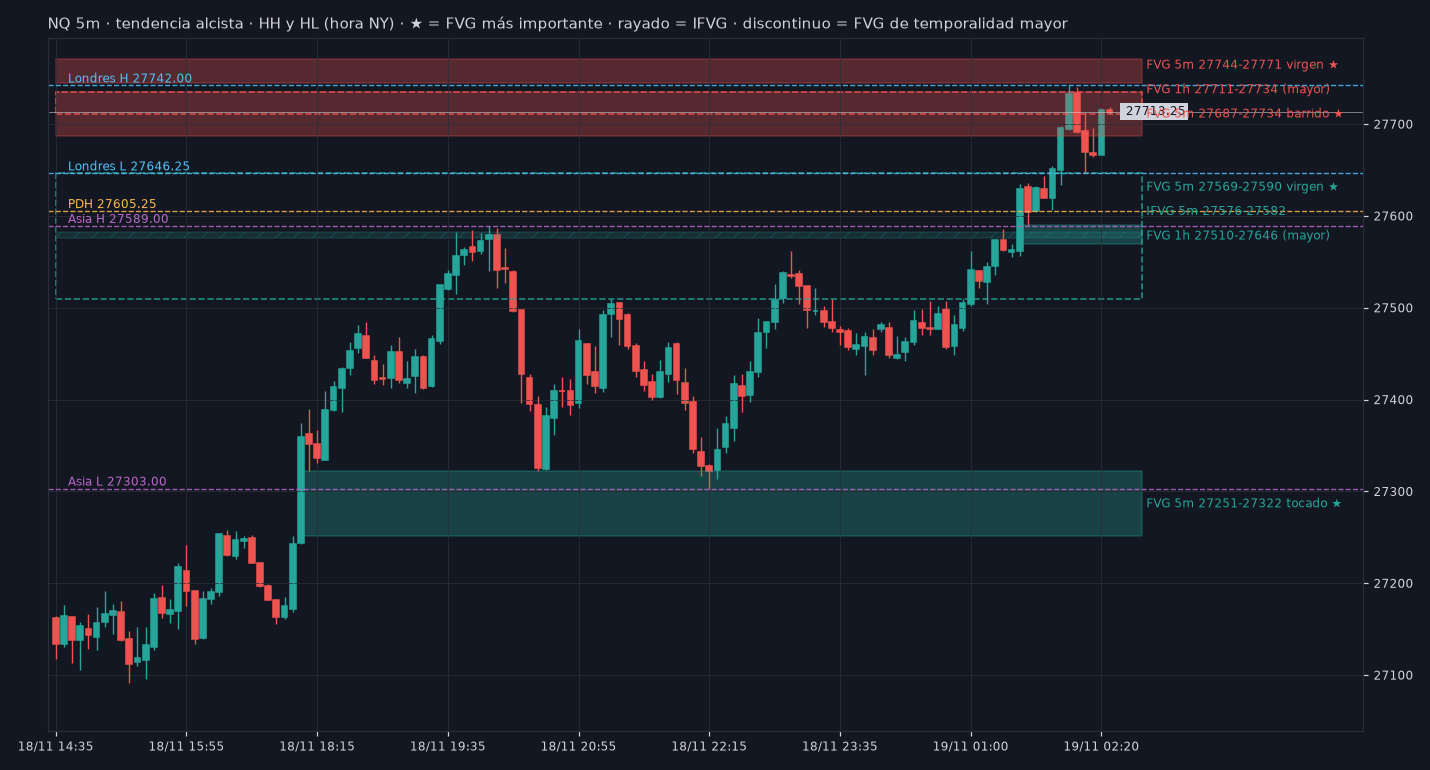 NQ 5m · tendencia alcista · HH y HL (hora NY) · ★ = FVG más importante · rayado = IFVG · discontinuo = FVG de temporalidad mayor
FVG 5m 27744-27771 virgen ★
Londres H 27742.00
FVG 1h 27711-27734 (mayor)
27713.25
FVG 5m 27687-27734 barrido ★
27700
Londres L 27646.25
FVG 5m 27569-27590 virgen ★
PDH 27605.25
IFVG 5m 27576-27582
Asia H 27589.00
27600
FVG 1h 27510-27646 (mayor)
27500
27400
Asia L 27303.00
27300
FVG 5m 27251-27322 tocado ★
27200
27100
18/11 14:35
18/11 15:55
18/11 18:15
18/11 19:35
18/11 20:55
18/11 22:15
18/11 23:35
19/11 01:00
19/11 02:20